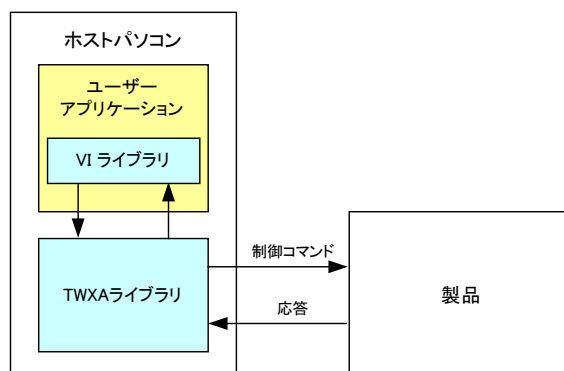 ホストパソコン
ユーザー
アプリケーション
VI ライブラリ
TWXAライブラリ
制御コマンド
応答
製品